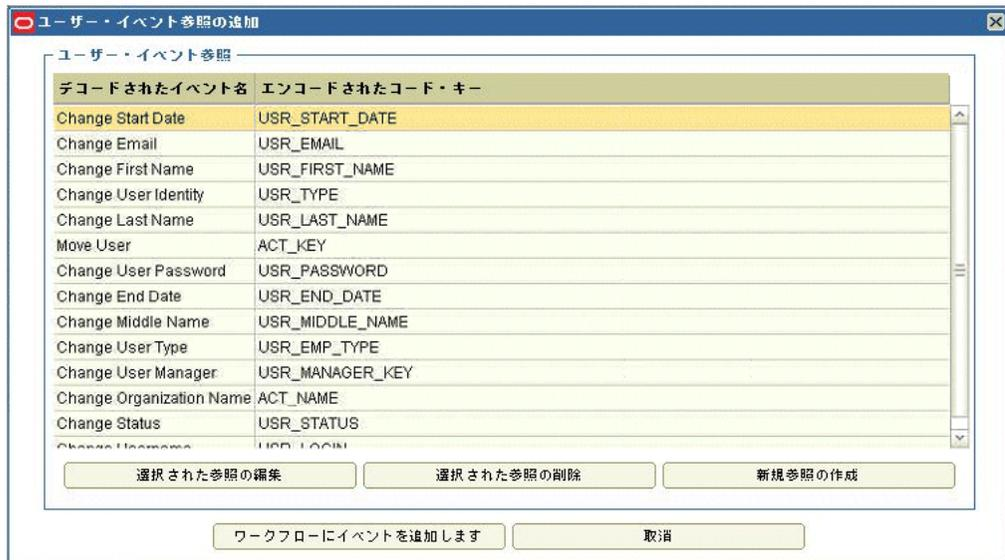 ユーザー・イベント参照の追加
ユーザー・イベント参照
デコードされたイベント名 エンコードされたコード・キー
Change Start Date USR_START_DATE
Change Email USR_EMAIL
Change First Name USR_FIRST_NAME
Change User Identity USR_TYPE
Change Last Name USR_LAST_NAME
Move User ACT_KEY
Change User Password USR_PASSWORD
Change End Date USR_END_DATE
Change Middle Name USR_MIDDLE_NAME
Change User Type USR_EMP_TYPE
Change User Manager USR_MANAGER_KEY
Change Organization Name ACT_NAME
Change Status USR_STATUS
Change Username USR_LOGIN
選択された参照の編集 選択された参照の削除 新規参照の作成
ワークフローにイベントを追加します 取消